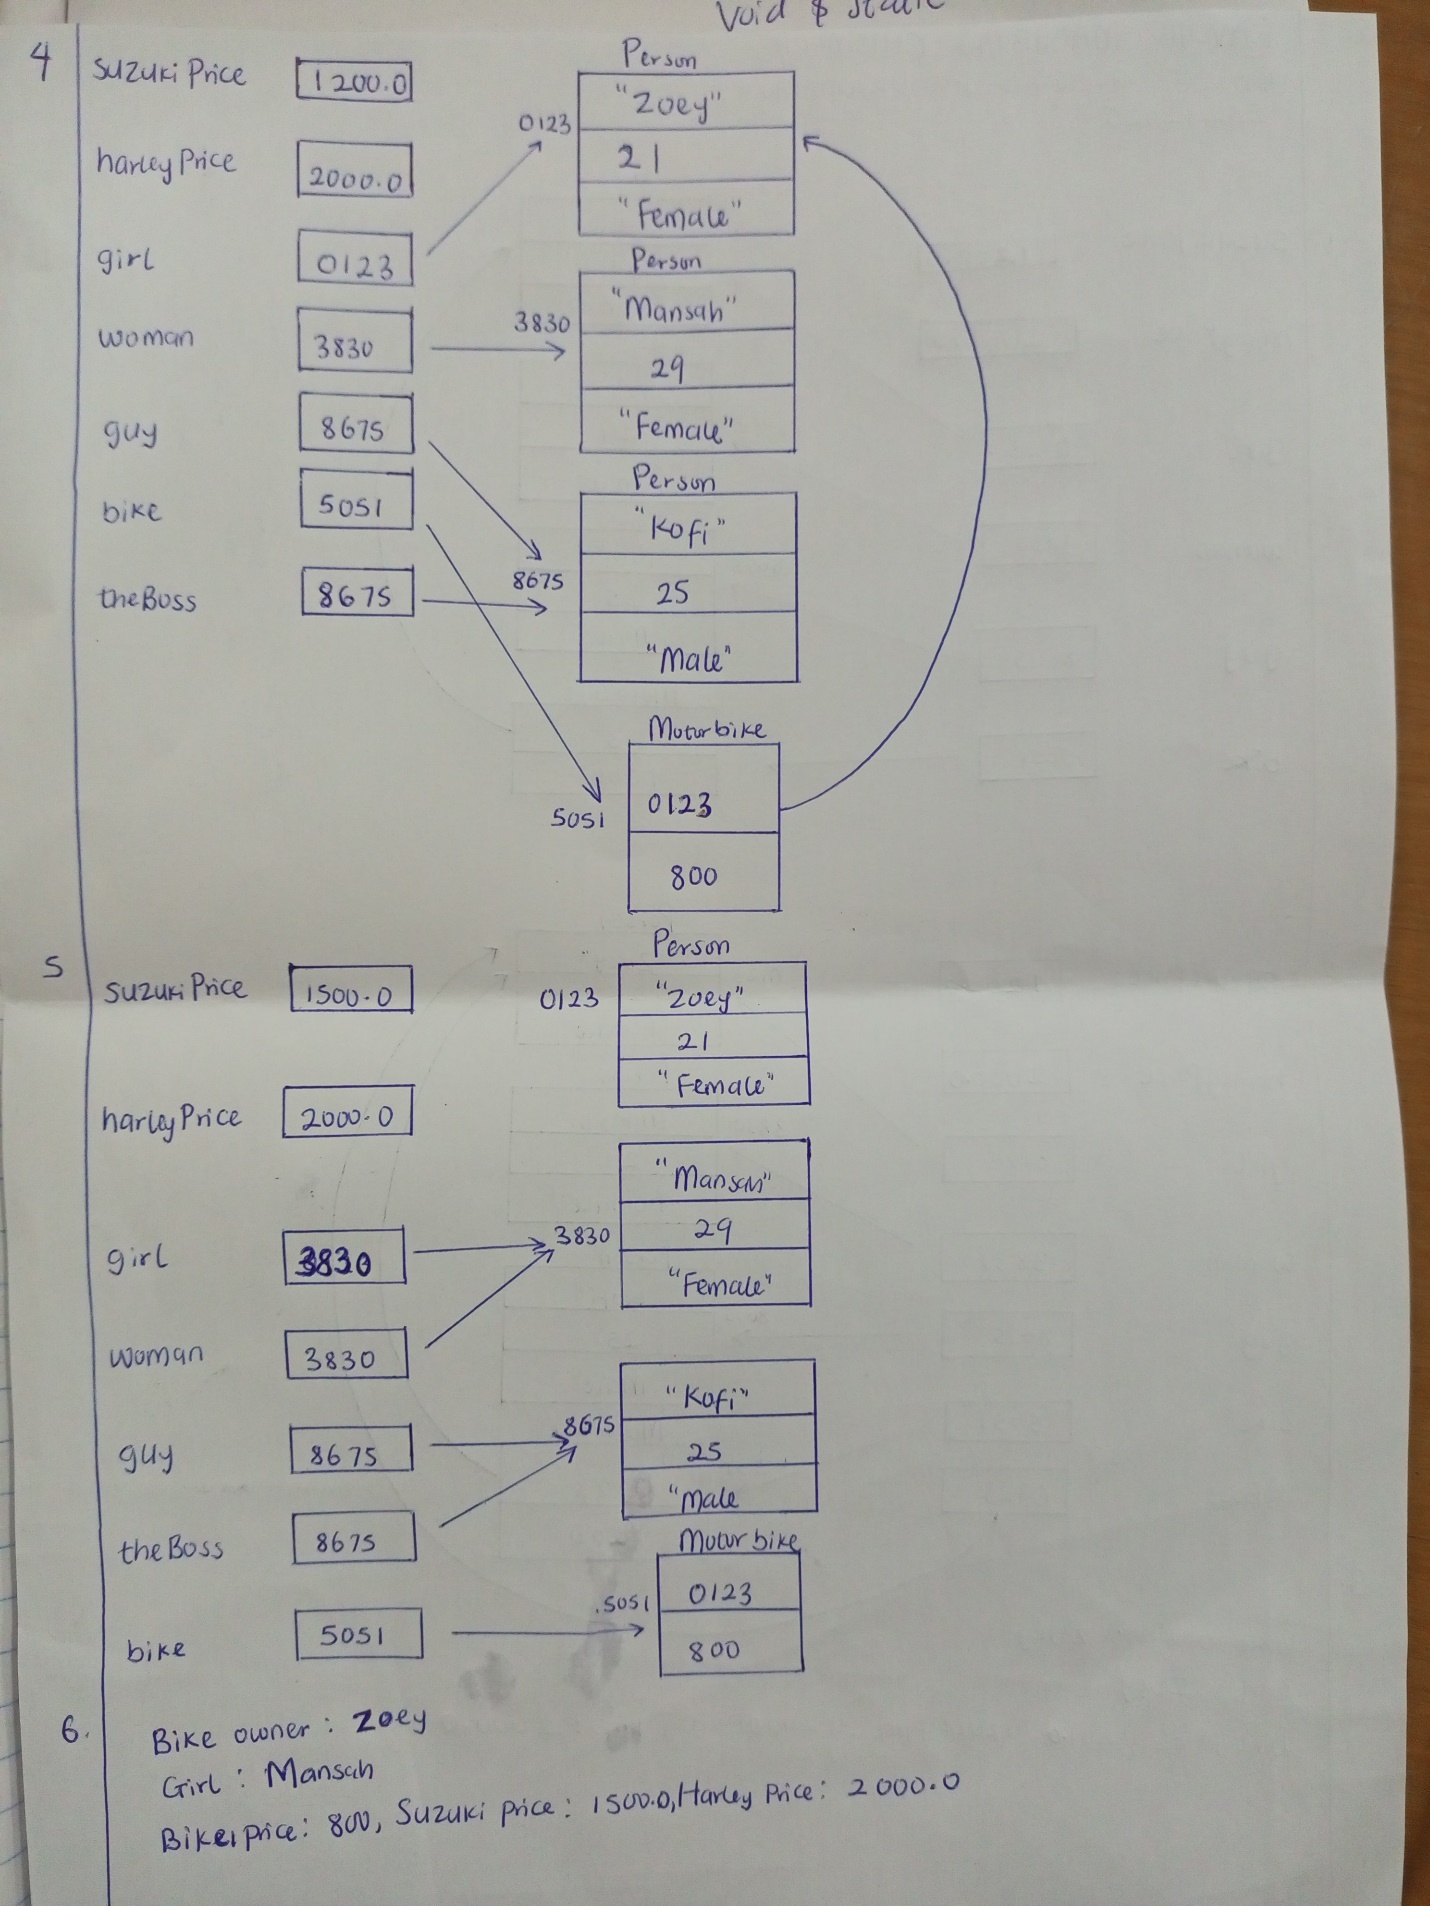 Void & static
4
suzuki Price 1200.0
Person
"Zoey"
0123
21
"Female"
harley Price 2000.0
girl 0123
Person
"Mansah"
3830
29
"Female"
woman 3830
guy 8675
Person
"Kofi"
8675
25
"Male"
bike 5051
theBoss 8675
Motorbike
5051
0123
800
5
suzuki Price 1500.0
Person
0123
"Zoey"
21
"Female"
harley Price 2000.0
"Mansah"
3830
29
"Female"
girl 3830
woman 3830
"Kofi"
8675
25
"Male
guy 8675
theBoss 8675
Motor bike
.5051
0123
800
bike 5051
6.
Bike owner : Zoey
Girl : Mansah
Bike price: 800, Suzuki price: 1500.0, Harley Price: 2000.0